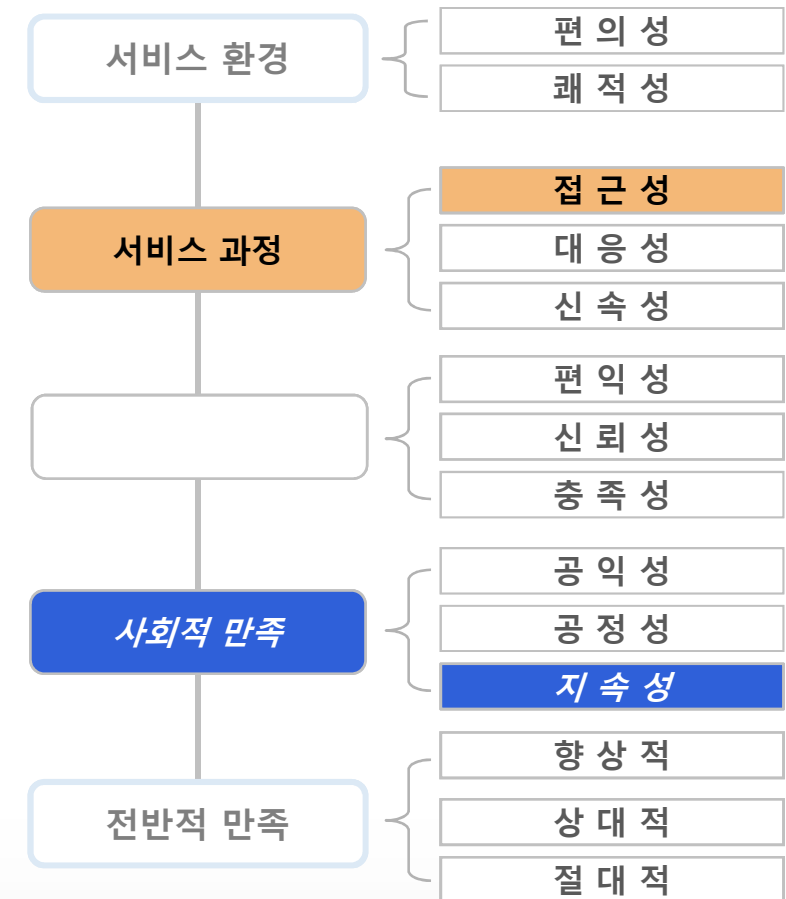 서비스 환경
편 의 성
쾌 적 성
서비스 과정
접 근 성
대 응 성
신 속 성
편 익 성
신 뢰 성
충 족 성
사회적 만족
공 익 성
공 정 성
지 속 성
전반적 만족
향 상 적
상 대 적
절 대 적